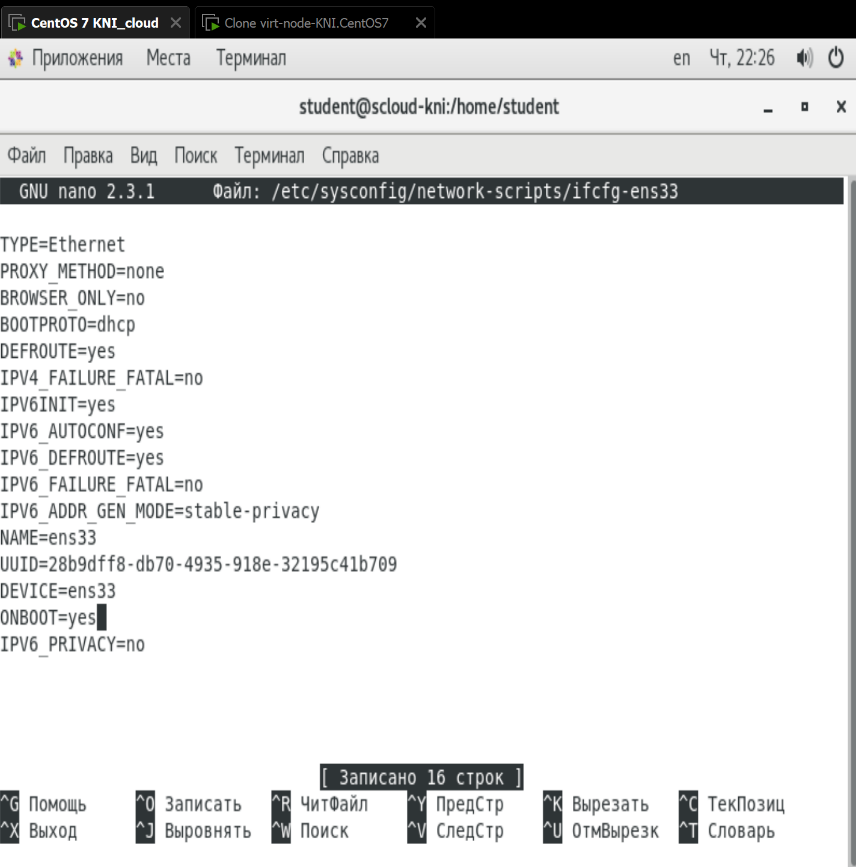 CentOS 7 KNI_cloud × Clone virt-node-KNI.CentOS7 ×
Приложения Места Терминал en Чт, 22:26
student@scloud-kni:/home/student
Файл Правка Вид Поиск Терминал Справка
GNU nano 2.3.1 Файл: /etc/sysconfig/network-scripts/ifcfg-ens33
TYPE=Ethernet
PROXY_METHOD=none
BROWSER_ONLY=no
BOOTPROTO=dhcp
DEFROUTE=yes
IPV4_FAILURE_FATAL=no
IPV6INIT=yes
IPV6_AUTOCONF=yes
IPV6_DEFROUTE=yes
IPV6_FAILURE_FATAL=no
IPV6_ADDR_GEN_MODE=stable-privacy
NAME=ens33
UUID=28b9dff8-db70-4935-918e-32195c41b709
DEVICE=ens33
ONBOOT=yes
IPV6_PRIVACY=no
[ Записано 16 строк ]
^G Помощь ^O Записать ^R ЧитФайл ^Y ПредСтр ^K Вырезать ^C ТекПозиц
^X Выход ^J Выровнять ^W Поиск ^V СледСтр ^U ОтмВырезк ^T Словарь